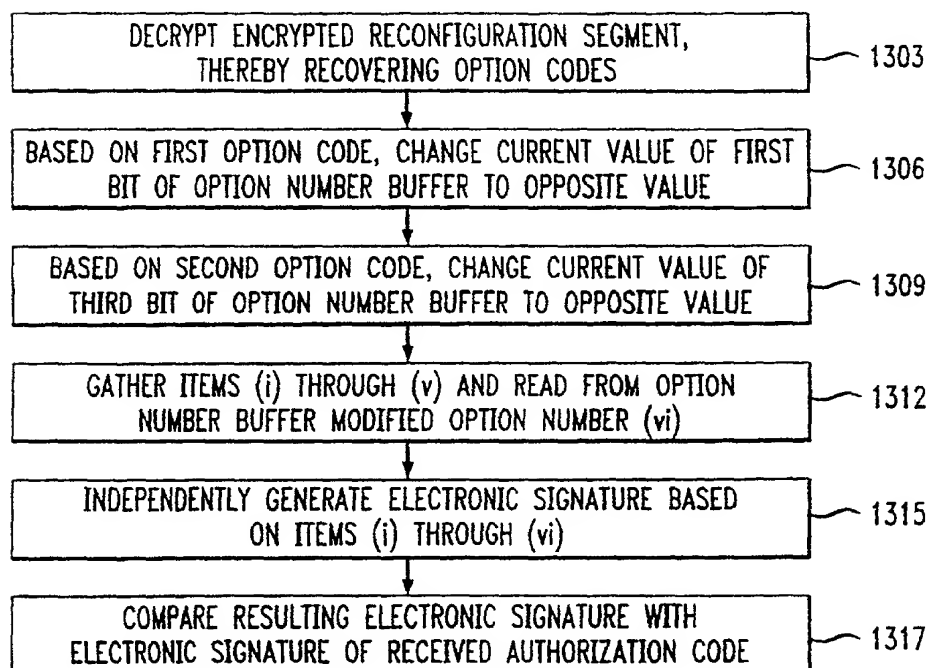 DECRYPT ENCRYPTED RECONFIGURATION SEGMENT,
THEREBY RECOVERING OPTION CODES
1303
BASED ON FIRST OPTION CODE, CHANGE CURRENT VALUE OF FIRST
BIT OF OPTION NUMBER BUFFER TO OPPOSITE VALUE
1306
BASED ON SECOND OPTION CODE, CHANGE CURRENT VALUE OF
THIRD BIT OF OPTION NUMBER BUFFER TO OPPOSITE VALUE
1309
GATHER ITEMS (i) THROUGH (v) AND READ FROM OPTION
NUMBER BUFFER MODIFIED OPTION NUMBER (vi)
1312
INDEPENDENTLY GENERATE ELECTRONIC SIGNATURE BASED
ON ITEMS (i) THROUGH (vi)
1315
COMPARE RESULTING ELECTRONIC SIGNATURE WITH
ELECTRONIC SIGNATURE OF RECEIVED AUTHORIZATION CODE
1317